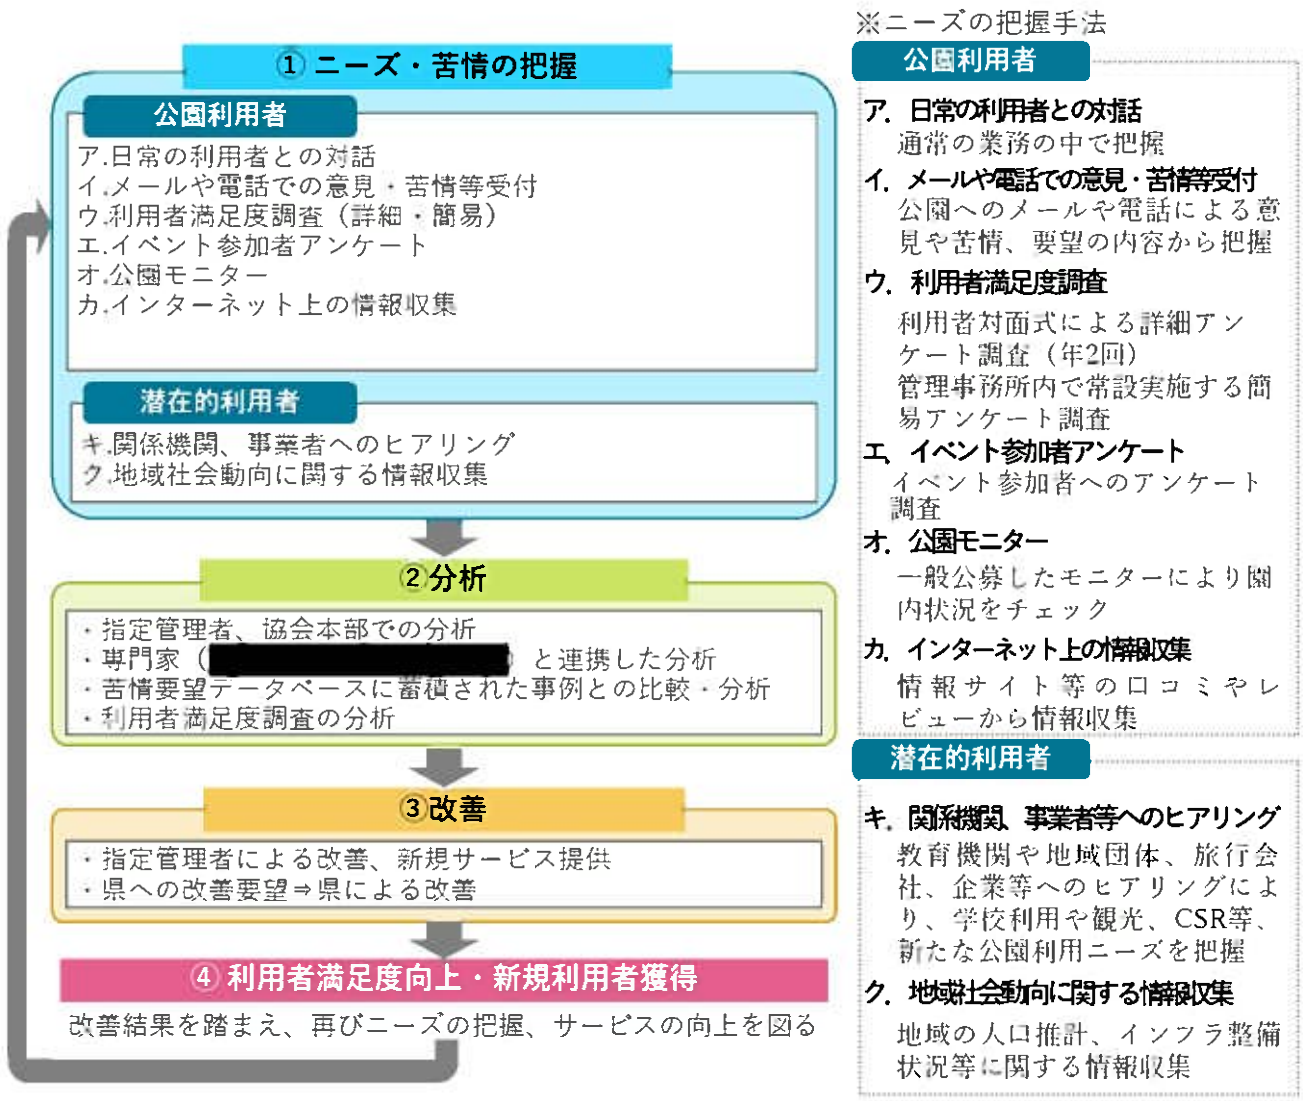 ① ニーズ・苦情の把握
公園利用者
ア.日常の利用者との対話
イ.メールや電話での意見・苦情等受付
ウ.利用者満足度調査（詳細・簡易）
エ.イベント参加者アンケート
オ.公園モニター
カ.インターネット上の情報収集
潜在的利用者
キ.関係機関、事業者へのヒアリング
ク.地域社会動向に関する情報収集
②分析
・指定管理者、協会本部での分析
・専門家（　　　）と連携した分析
・苦情要望データベースに蓄積された事例との比較・分析
・利用者満足度調査の分析
③改善
・指定管理者による改善、新規サービス提供
・県への改善要望⇒県による改善
④ 利用者満足度向上・新規利用者獲得
改善結果を踏まえ、再びニーズの把握、サービスの向上を図る
※ニーズの把握手法
公園利用者
ア．日常の利用者との対話
通常の業務の中で把握
イ．メールや電話での意見・苦情等受付
公園へのメールや電話による意
見や苦情、要望の内容から把握
ウ．利用者満足度調査
利用者対面式による詳細アン
ケート調査（年2回）
管理事務所内で常設実施する簡
易アンケート調査
エ、イベント参加者アンケート
イベント参加者へのアンケート
調査
オ．公園モニター
一般公募したモニターにより園
内状況をチェック
カ．インターネット上の情報収集
情報サイト等の口コミやレ
ビューから情報収集
潜在的利用者
キ．関係機関、事業者等へのヒアリング
教育機関や地域団体、旅行会
社、企業等へのヒアリングによ
り、学校利用や観光、CSR等、
新たな公園利用ニーズを把握
ク．地域社会動向に関する情報収集
地域の人口推計、インフラ整備
状況等に関する情報収集